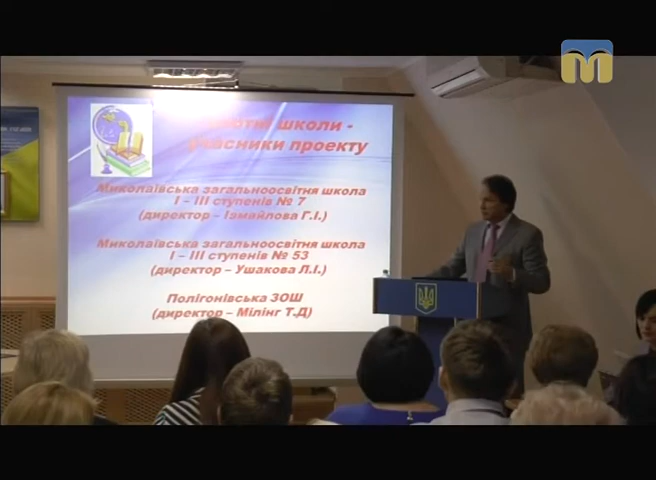 школи -
учасники проекту
Миколаївська загальноосвітня школа
І – ІІІ ступенів № 7
(директор – Ізмайлова Г.І.)
Миколаївська загальноосвітня школа
І – ІІІ ступенів № 53
(директор – Ушакова Л.І.)
Полігонівська ЗОШ
(директор – Мілінг Т.Д)